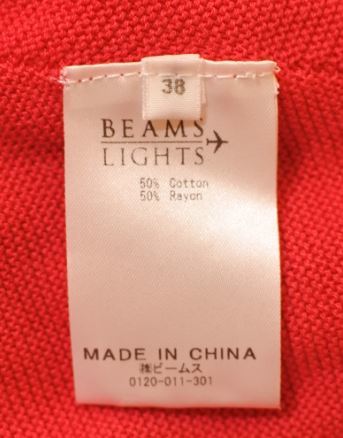 38
BEAMS
LIGHTS
50% Cotton
50% Rayon
MADE IN CHINA
㈱ビームス
0120-011-301